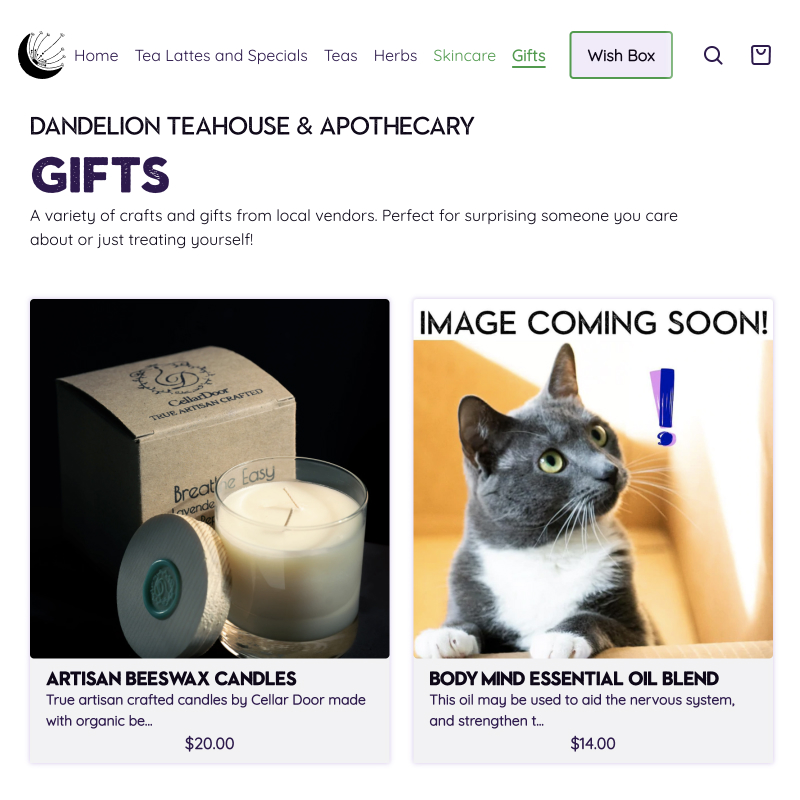 Home Tea Lattes and Specials Teas Herbs Skincare Gifts Wish Box
DANDELION TEAHOUSE & APOTHECARY
GIFTS
A variety of crafts and gifts from local vendors. Perfect for surprising someone you care
about or just treating yourself!
CellarDoor
TRUE ARTISAN CRAFTED
Breathe Easy
IMAGE COMING SOON!
ARTISAN BEESWAX CANDLES
True artisan crafted candles by Cellar Door made
with organic be...
$20.00
BODY MIND ESSENTIAL OIL BLEND
This oil may be used to aid the nervous system,
and strengthen t...
$14.00